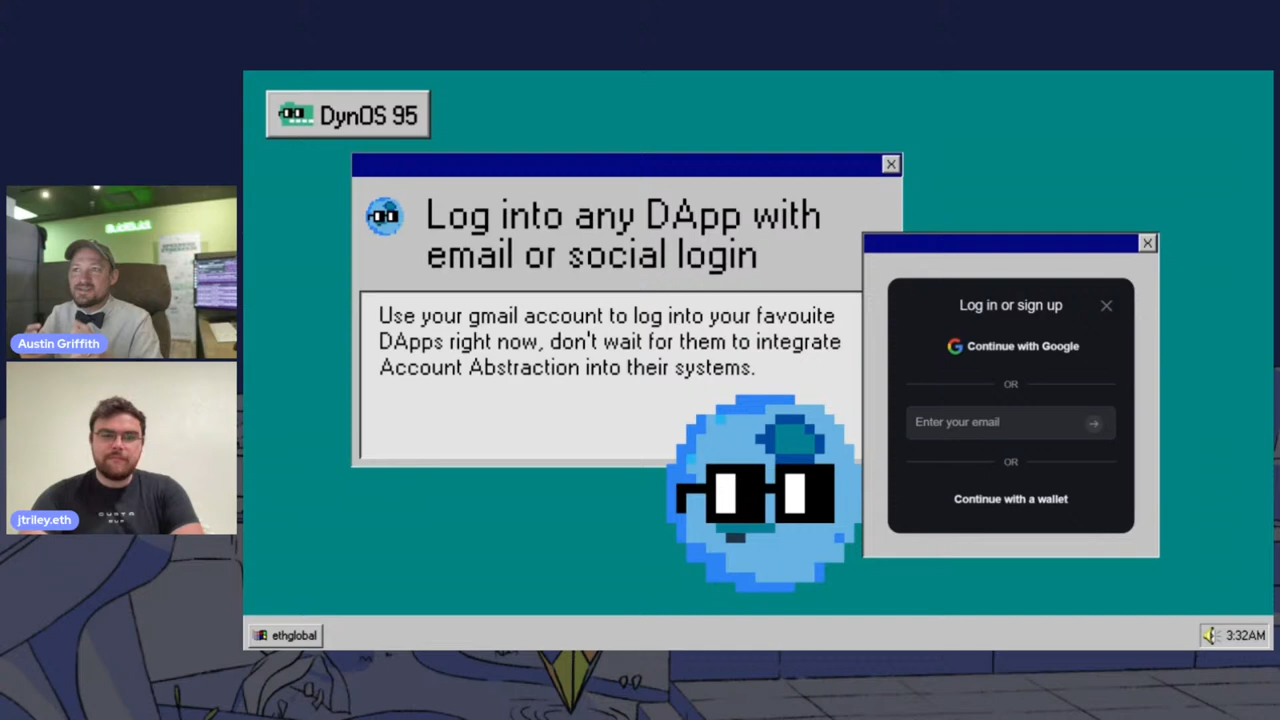 DynOS 95
Log into any DApp with
email or social login
Use your gmail account to log into your favouite
DApps right now, don't wait for them to integrate
Account Abstraction into their systems.
Log in or sign up
Continue with Google
OR
Enter your email
OR
Continue with a wallet
Austin Griffith
jtriley.eth
ethglobal
3:32AM